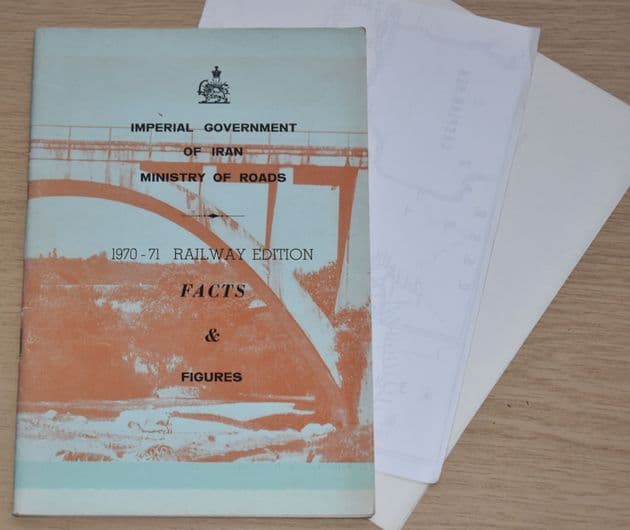 IMPERIAL GOVERNMENT
OF IRAN
MINISTRY OF ROADS
1970-71 RAILWAY EDITION
FACTS
&
FIGURES